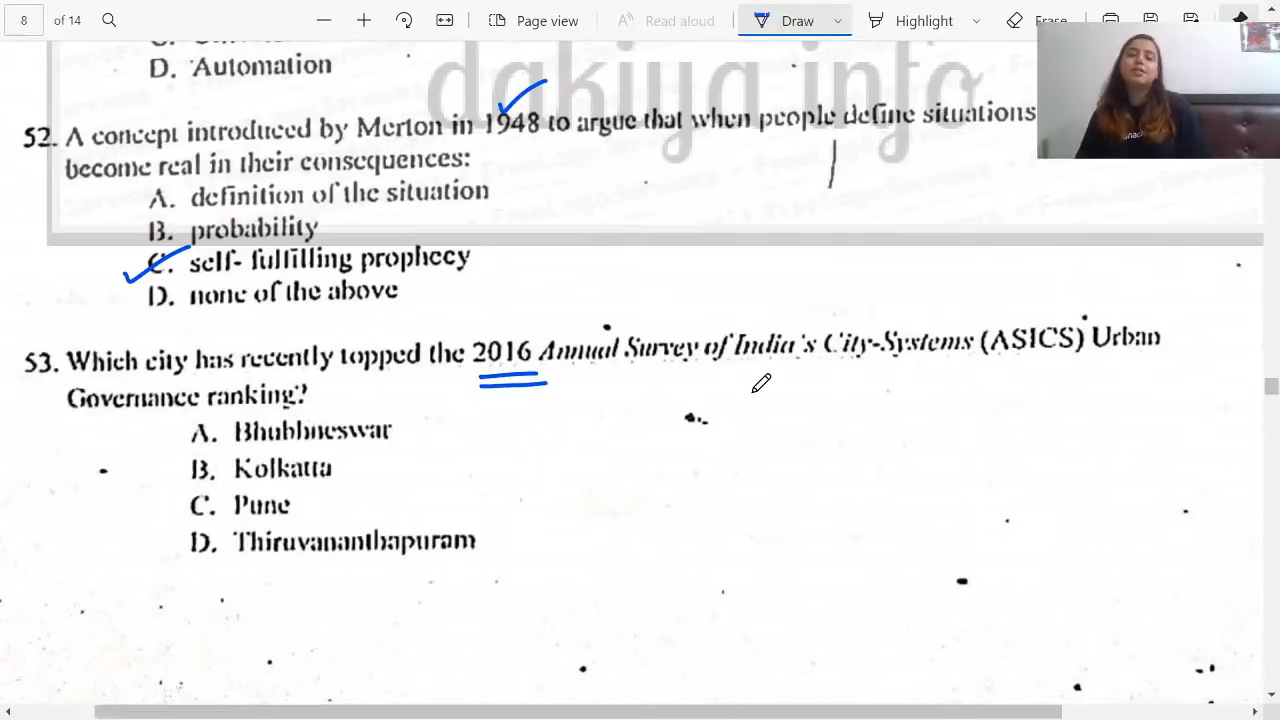 8 of 14 Page view Read aloud Draw Highlight Erase
D. Automation
dakiya info
52. A concept introduced by Merton in 1948 to argue that when people define situations
become real in their consequences:
A. definition of the situation
B. probability
C. self- fulfilling prophecy
D. none of the above
53. Which city has recently topped the 2016 Annual Survey of India's City-Systems (ASICS) Urban
Governance ranking?
A. Bhubhneswar
B. Kolkatta
C. Pune
D. Thiruvananthapuram